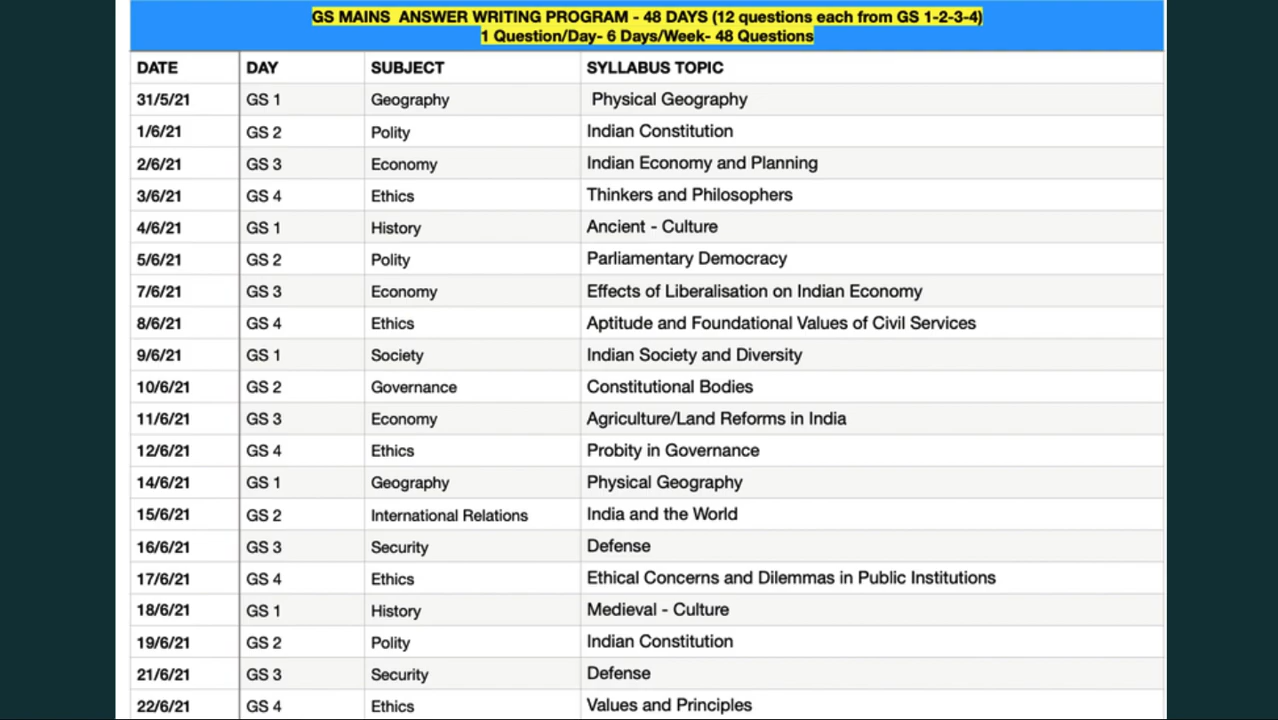 GS MAINS ANSWER WRITING PROGRAM - 48 DAYS (12 questions each from GS 1-2-3-4)
1 Question/Day- 6 Days/Week- 48 Questions
DATE DAY SUBJECT SYLLABUS TOPIC
31/5/21 GS 1 Geography Physical Geography
1/6/21 GS 2 Polity Indian Constitution
2/6/21 GS 3 Economy Indian Economy and Planning
3/6/21 GS 4 Ethics Thinkers and Philosophers
4/6/21 GS 1 History Ancient - Culture
5/6/21 GS 2 Polity Parliamentary Democracy
7/6/21 GS 3 Economy Effects of Liberalisation on Indian Economy
8/6/21 GS 4 Ethics Aptitude and Foundational Values of Civil Services
9/6/21 GS 1 Society Indian Society and Diversity
10/6/21 GS 2 Governance Constitutional Bodies
11/6/21 GS 3 Economy Agriculture/Land Reforms in India
12/6/21 GS 4 Ethics Probity in Governance
14/6/21 GS 1 Geography Physical Geography
15/6/21 GS 2 International Relations India and the World
16/6/21 GS 3 Security Defense
17/6/21 GS 4 Ethics Ethical Concerns and Dilemmas in Public Institutions
18/6/21 GS 1 History Medieval - Culture
19/6/21 GS 2 Polity Indian Constitution
21/6/21 GS 3 Security Defense
22/6/21 GS 4 Ethics Values and Principles